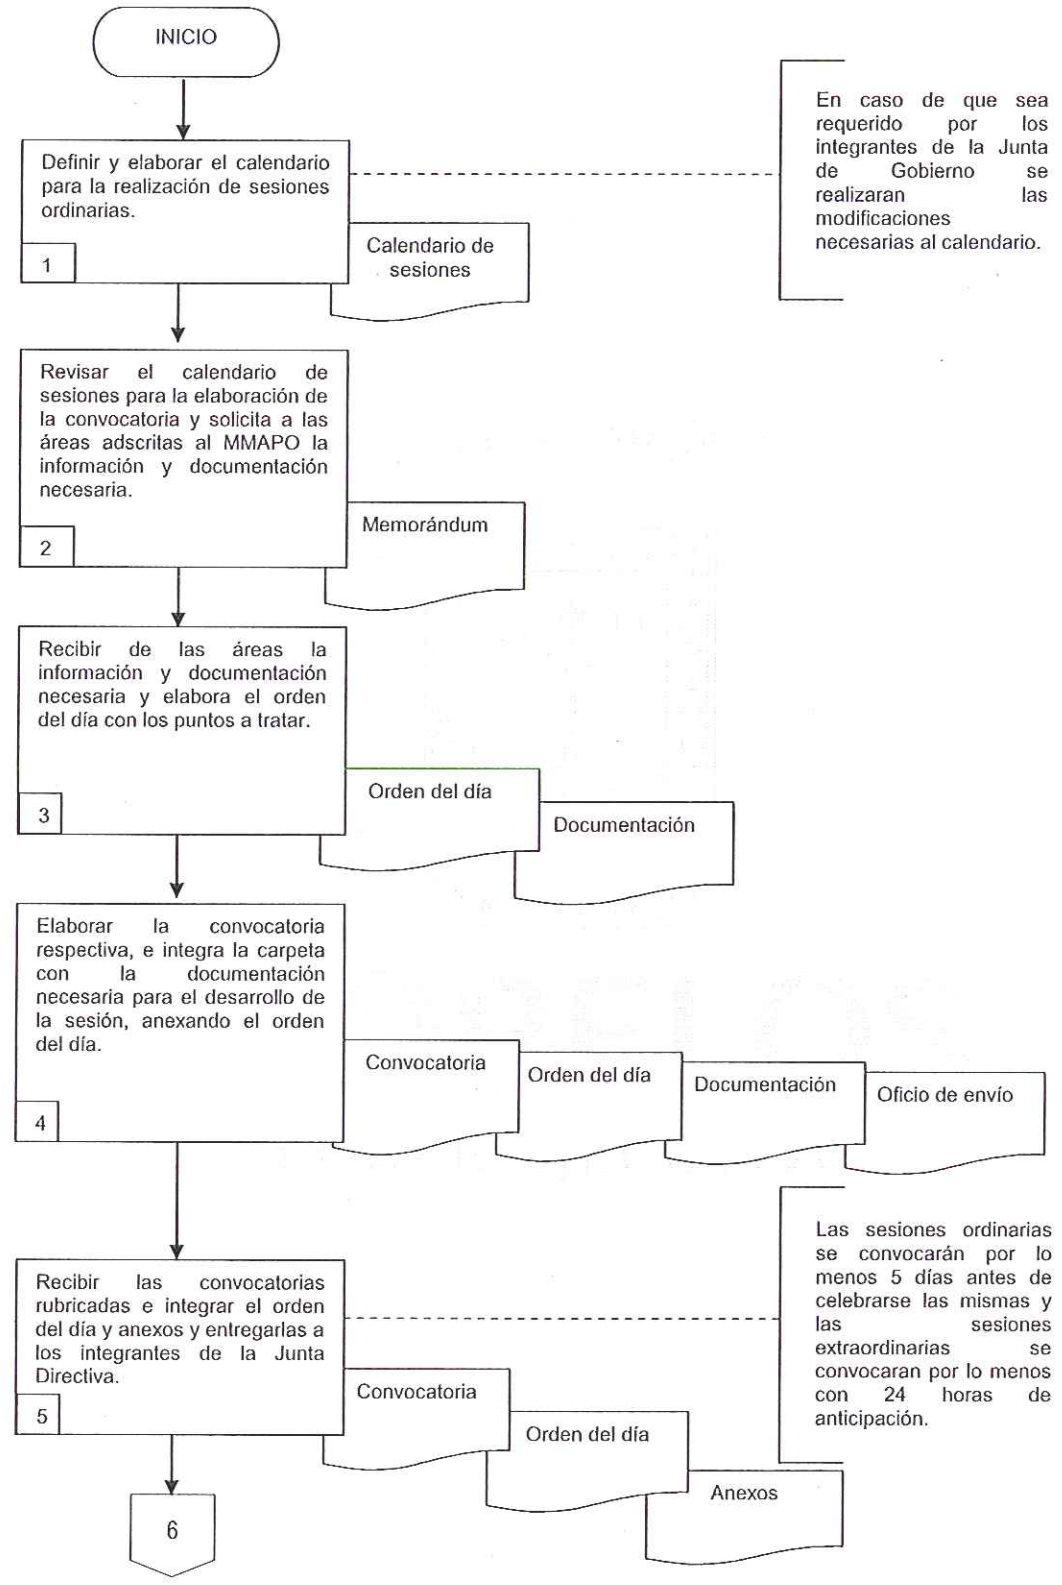 INICIO
En caso de que sea
requerido por los
integrantes de la Junta
de Gobierno se
realizaran las
modificaciones
necesarias al calendario.
Definir y elaborar el calendario
para la realización de sesiones
ordinarias.
1
Calendario de
sesiones
Revisar el calendario de
sesiones para la elaboración de
la convocatoria y solicita a las
áreas adscritas al MMAPO la
información y documentación
necesaria.
2
Memorándum
Recibir de las áreas la
información y documentación
necesaria y elabora el orden
del día con los puntos a tratar.
3
Orden del día
Documentación
Elaborar la convocatoria
respectiva, e integra la carpeta
con la documentación
necesaria para el desarrollo de
la sesión, anexando el orden
del día.
4
Convocatoria
Orden del día
Documentación
Oficio de envío
Las sesiones ordinarias
se convocarán por lo
menos 5 días antes de
celebrarse las mismas y
las sesiones
extraordinarias se
convocaran por lo menos
con 24 horas de
anticipación.
Recibir las convocatorias
rubricadas e integrar el orden
del día y anexos y entregarlas a
los integrantes de la Junta
Directiva.
5
Convocatoria
Orden del día
Anexos
6